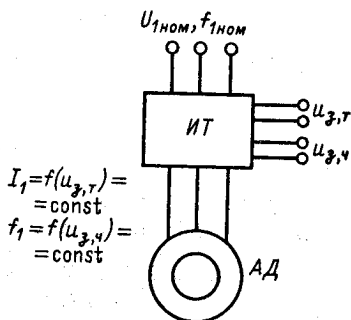 U₁ном, f₁ном
ИТ
uз,т
uз,ч
I₁=f(uз,т)=
=const
f₁=f(uз,ч)=
=const
АД